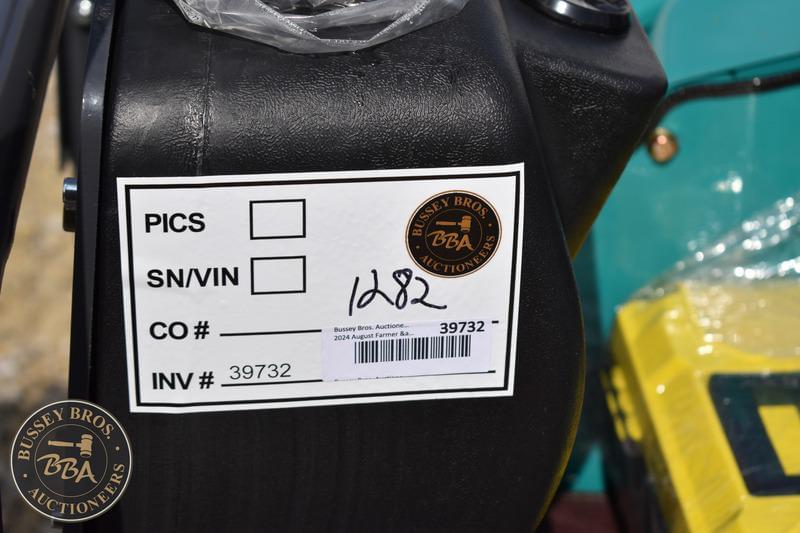 PICS
BUSSEY BROS.
BBA
AUCTIONEERS
SN/VIN
1282
CO #
Bussey Bros. Auctione... 39732
2024 August Farmer &a...
INV # 39732
BUSSEY BROS.
BBA
AUCTIONEERS